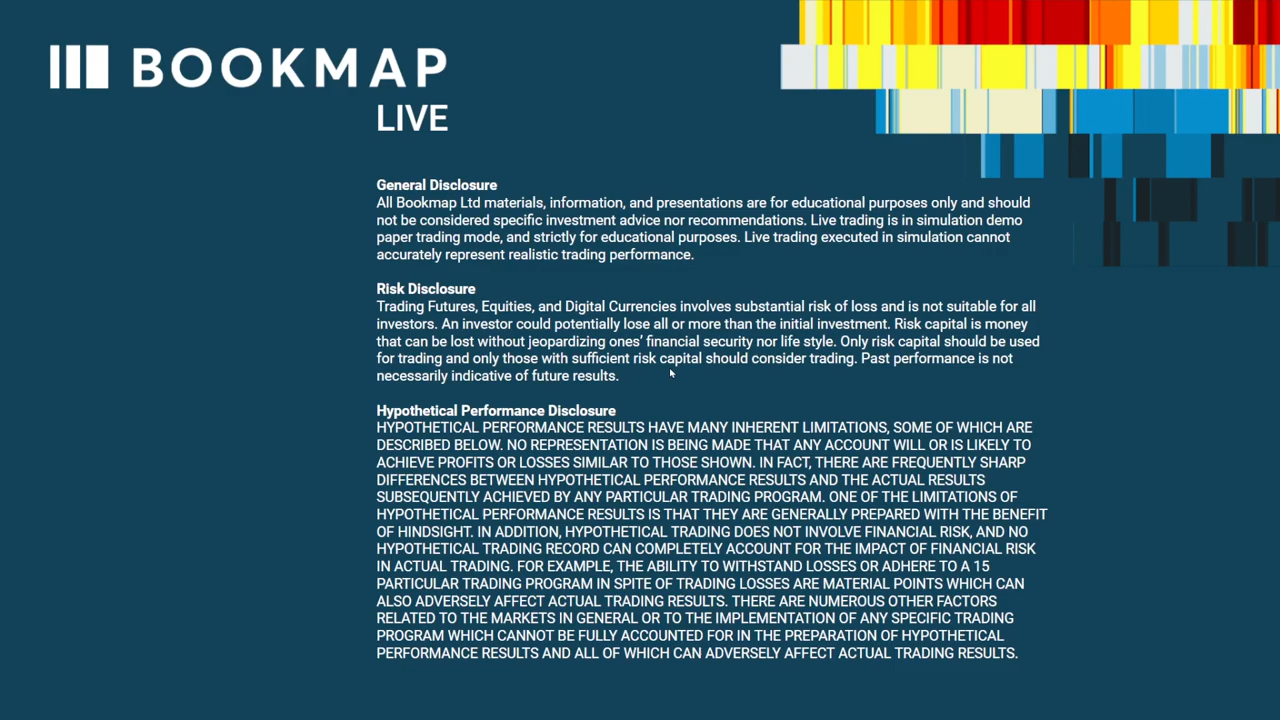 BOOKMAP
LIVE
General Disclosure
All Bookmap Ltd materials, information, and presentations are for educational purposes only and should
not be considered specific investment advice nor recommendations. Live trading is in simulation demo
paper trading mode, and strictly for educational purposes. Live trading executed in simulation cannot
accurately represent realistic trading performance.
Risk Disclosure
Trading Futures, Equities, and Digital Currencies involves substantial risk of loss and is not suitable for all
investors. An investor could potentially lose all or more than the initial investment. Risk capital is money
that can be lost without jeopardizing ones’ financial security nor life style. Only risk capital should be used
for trading and only those with sufficient risk capital should consider trading. Past performance is not
necessarily indicative of future results.
Hypothetical Performance Disclosure
HYPOTHETICAL PERFORMANCE RESULTS HAVE MANY INHERENT LIMITATIONS, SOME OF WHICH ARE
DESCRIBED BELOW. NO REPRESENTATION IS BEING MADE THAT ANY ACCOUNT WILL OR IS LIKELY TO
ACHIEVE PROFITS OR LOSSES SIMILAR TO THOSE SHOWN. IN FACT, THERE ARE FREQUENTLY SHARP
DIFFERENCES BETWEEN HYPOTHETICAL PERFORMANCE RESULTS AND THE ACTUAL RESULTS
SUBSEQUENTLY ACHIEVED BY ANY PARTICULAR TRADING PROGRAM. ONE OF THE LIMITATIONS OF
HYPOTHETICAL PERFORMANCE RESULTS IS THAT THEY ARE GENERALLY PREPARED WITH THE BENEFIT
OF HINDSIGHT. IN ADDITION, HYPOTHETICAL TRADING DOES NOT INVOLVE FINANCIAL RISK, AND NO
HYPOTHETICAL TRADING RECORD CAN COMPLETELY ACCOUNT FOR THE IMPACT OF FINANCIAL RISK
IN ACTUAL TRADING. FOR EXAMPLE, THE ABILITY TO WITHSTAND LOSSES OR ADHERE TO A 15
PARTICULAR TRADING PROGRAM IN SPITE OF TRADING LOSSES ARE MATERIAL POINTS WHICH CAN
ALSO ADVERSELY AFFECT ACTUAL TRADING RESULTS. THERE ARE NUMEROUS OTHER FACTORS
RELATED TO THE MARKETS IN GENERAL OR TO THE IMPLEMENTATION OF ANY SPECIFIC TRADING
PROGRAM WHICH CANNOT BE FULLY ACCOUNTED FOR IN THE PREPARATION OF HYPOTHETICAL
PERFORMANCE RESULTS AND ALL OF WHICH CAN ADVERSELY AFFECT ACTUAL TRADING RESULTS.